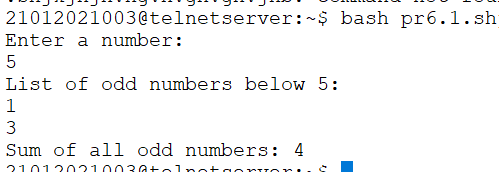 21012021003@telnetserver:~$ bash pr6.1.sh
Enter a number:
5
List of odd numbers below 5:
1
3
Sum of all odd numbers: 4
21012021003@telnetserver:~$